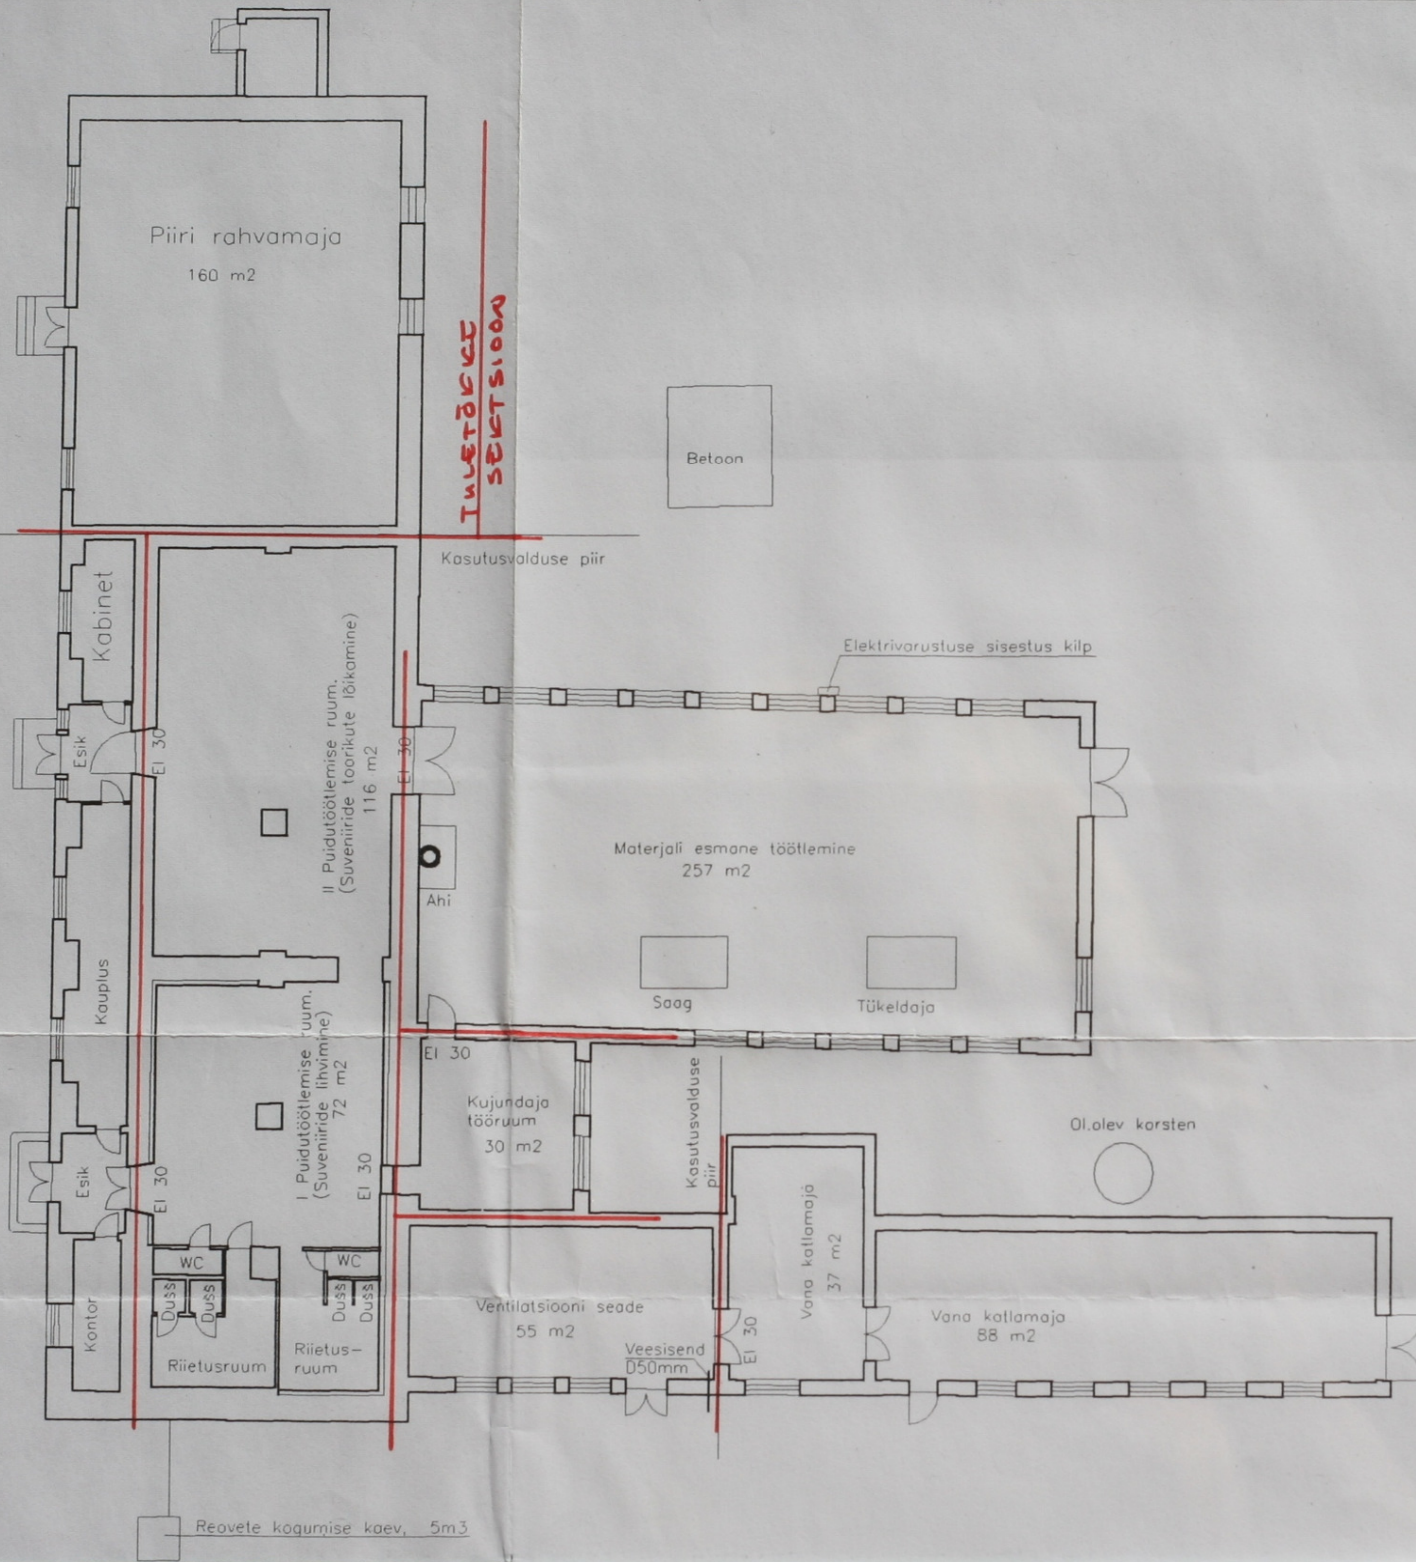 Piiri rahvamaja
160 m2
TULETÕKKE
SEKTSIOON
Betoon
Kasutusvalduse piir
Kabinet
Elektrivarustuse sisestus kilp
Esik
EI 30
II Puidutöötlemise ruum.
(Suveniiride toorikute lõikamine)
116 m2
EI 30
Materjali esmane töötlemine
257 m2
Ahi
Saag
Tükeldaja
Kauplus
I Puidutöötlemise ruum.
(Suveniiride lihvimine)
72 m2
EI 30
Kujundaja
tööruum
30 m2
Kasutusvalduse
piir
Ol.olev korsten
Esik
EI 30
EI 30
WC
WC
Duss
Duss
Duss
Duss
Kontor
Riietusruum
Riietus-
ruum
Ventilatsiooni seade
55 m2
Veesisend
D50mm
EI 30
Vana katlamaja
37 m2
Vana katlamaja
88 m2
Reovete kogumise kaev, 5m3